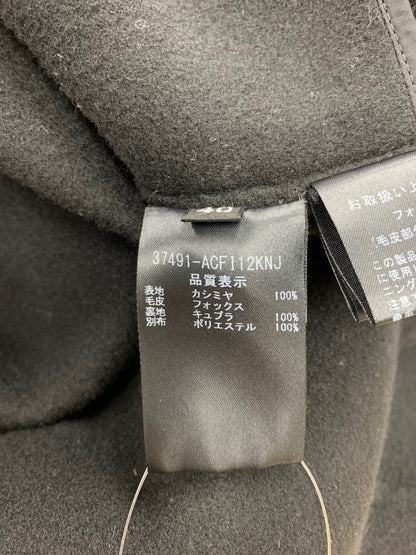 40
37491-ACFI12KNJ
品質表示
表地 カシミヤ 100%
毛皮 フォックス
裏地 キュプラ 100%
別布 ポリエステル 100%
お取扱い
フォ
毛皮部
この製品
に使用
ニング
注意